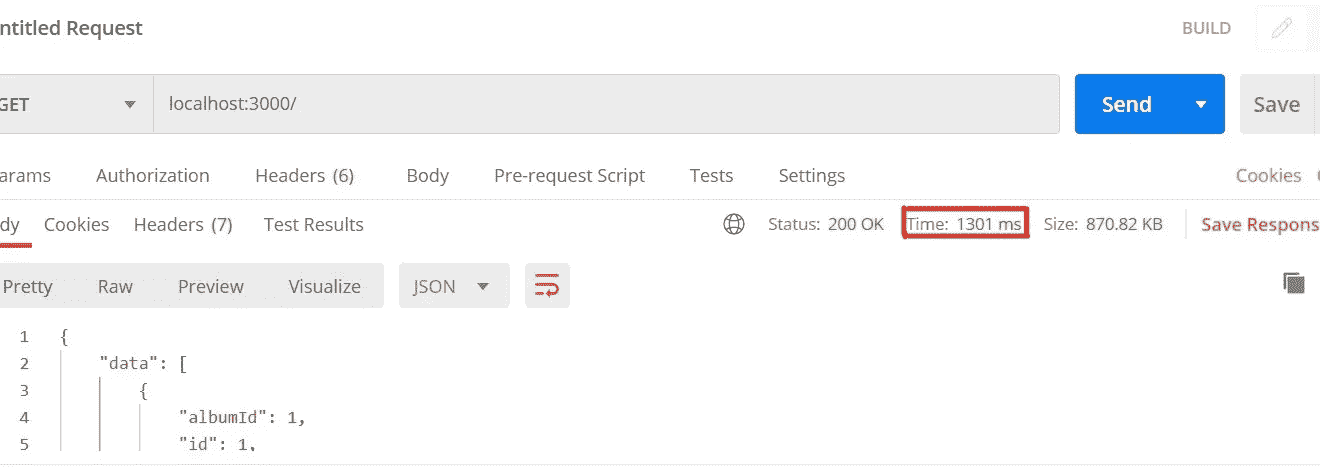 ntitled Request BUILD
GET localhost:3000/ Send Save
arams Authorization Headers (6) Body Pre-request Script Tests Settings Cookies
dy Cookies Headers (7) Test Results Status: 200 OK Time: 1301 ms Size: 870.82 KB Save Respons
Pretty Raw Preview Visualize JSON
1 {
2 "data": [
3 {
4 "albumId": 1,
5 "id": 1,